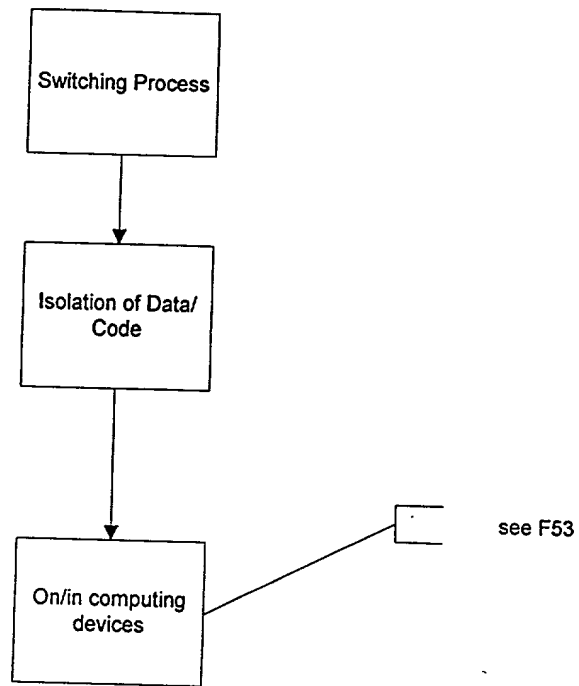 Switching Process
Isolation of Data/
Code
On/in computing
devices
see F53